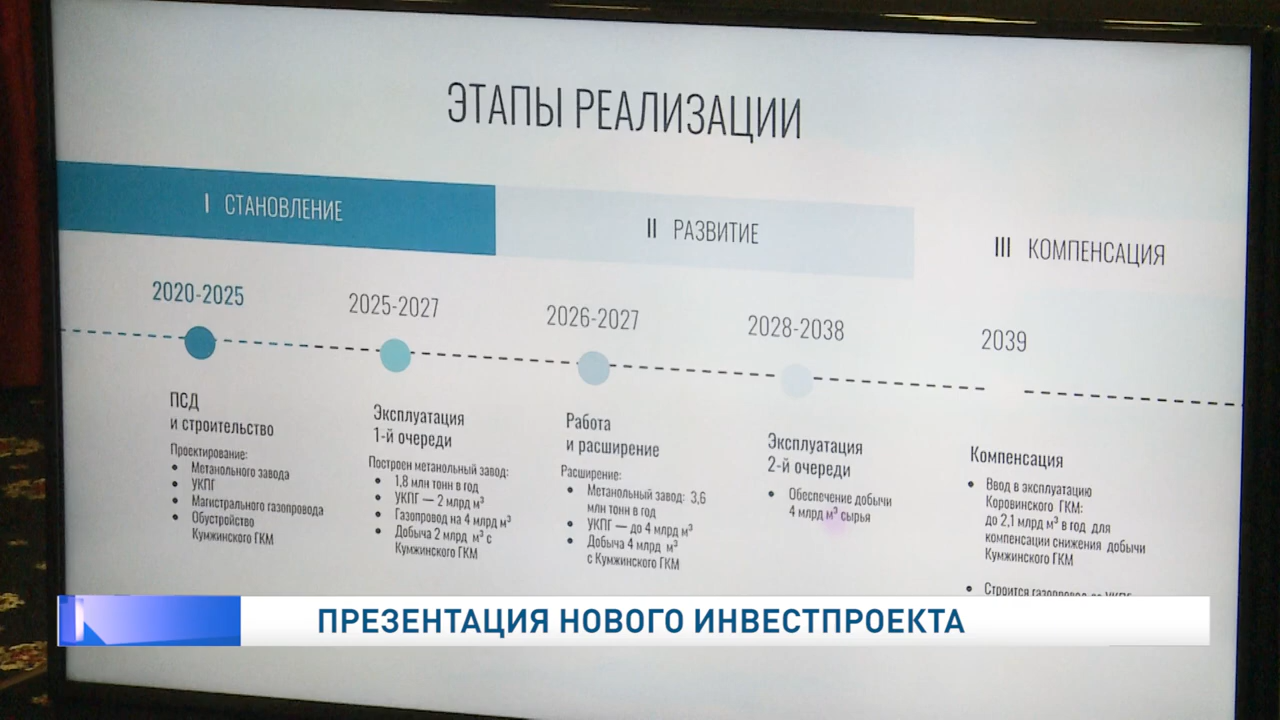 ЭТАПЫ РЕАЛИЗАЦИИ
I СТАНОВЛЕНИЕ
II РАЗВИТИЕ
III КОМПЕНСАЦИЯ
2020-2025
2025-2027
2026-2027
2028-2038
2039
ПСД
и строительство
Проектирование:
• Метанольного завода
• УКПГ
• Магистрального газопровода
• Обустройство
Кумжинского ГКМ
Эксплуатация
1-й очереди
Построен метанольный завод:
• 1,8 млн тонн в год
• УКПГ — 2 млрд м³
• Газопровод на 4 млрд м³
• Добыча 2 млрд м³ с
Кумжинского ГКМ
Работа
и расширение
Расширение:
• Метанольный завод: 3,6
млн тонн в год
• УКПГ — до 4 млрд м³
• Добыча 4 млрд м³
с Кумжинского ГКМ
Эксплуатация
2-й очереди
• Обеспечение добычи
4 млрд м³ сырья
Компенсация
• Ввод в эксплуатацию
Коровинского ГКМ:
до 2,1 млрд м³ в год для
компенсации снижения добычи
Кумжинского ГКМ
• Строится газопровод до УКПГ
ПРЕЗЕНТАЦИЯ НОВОГО ИНВЕСТПРОЕКТА